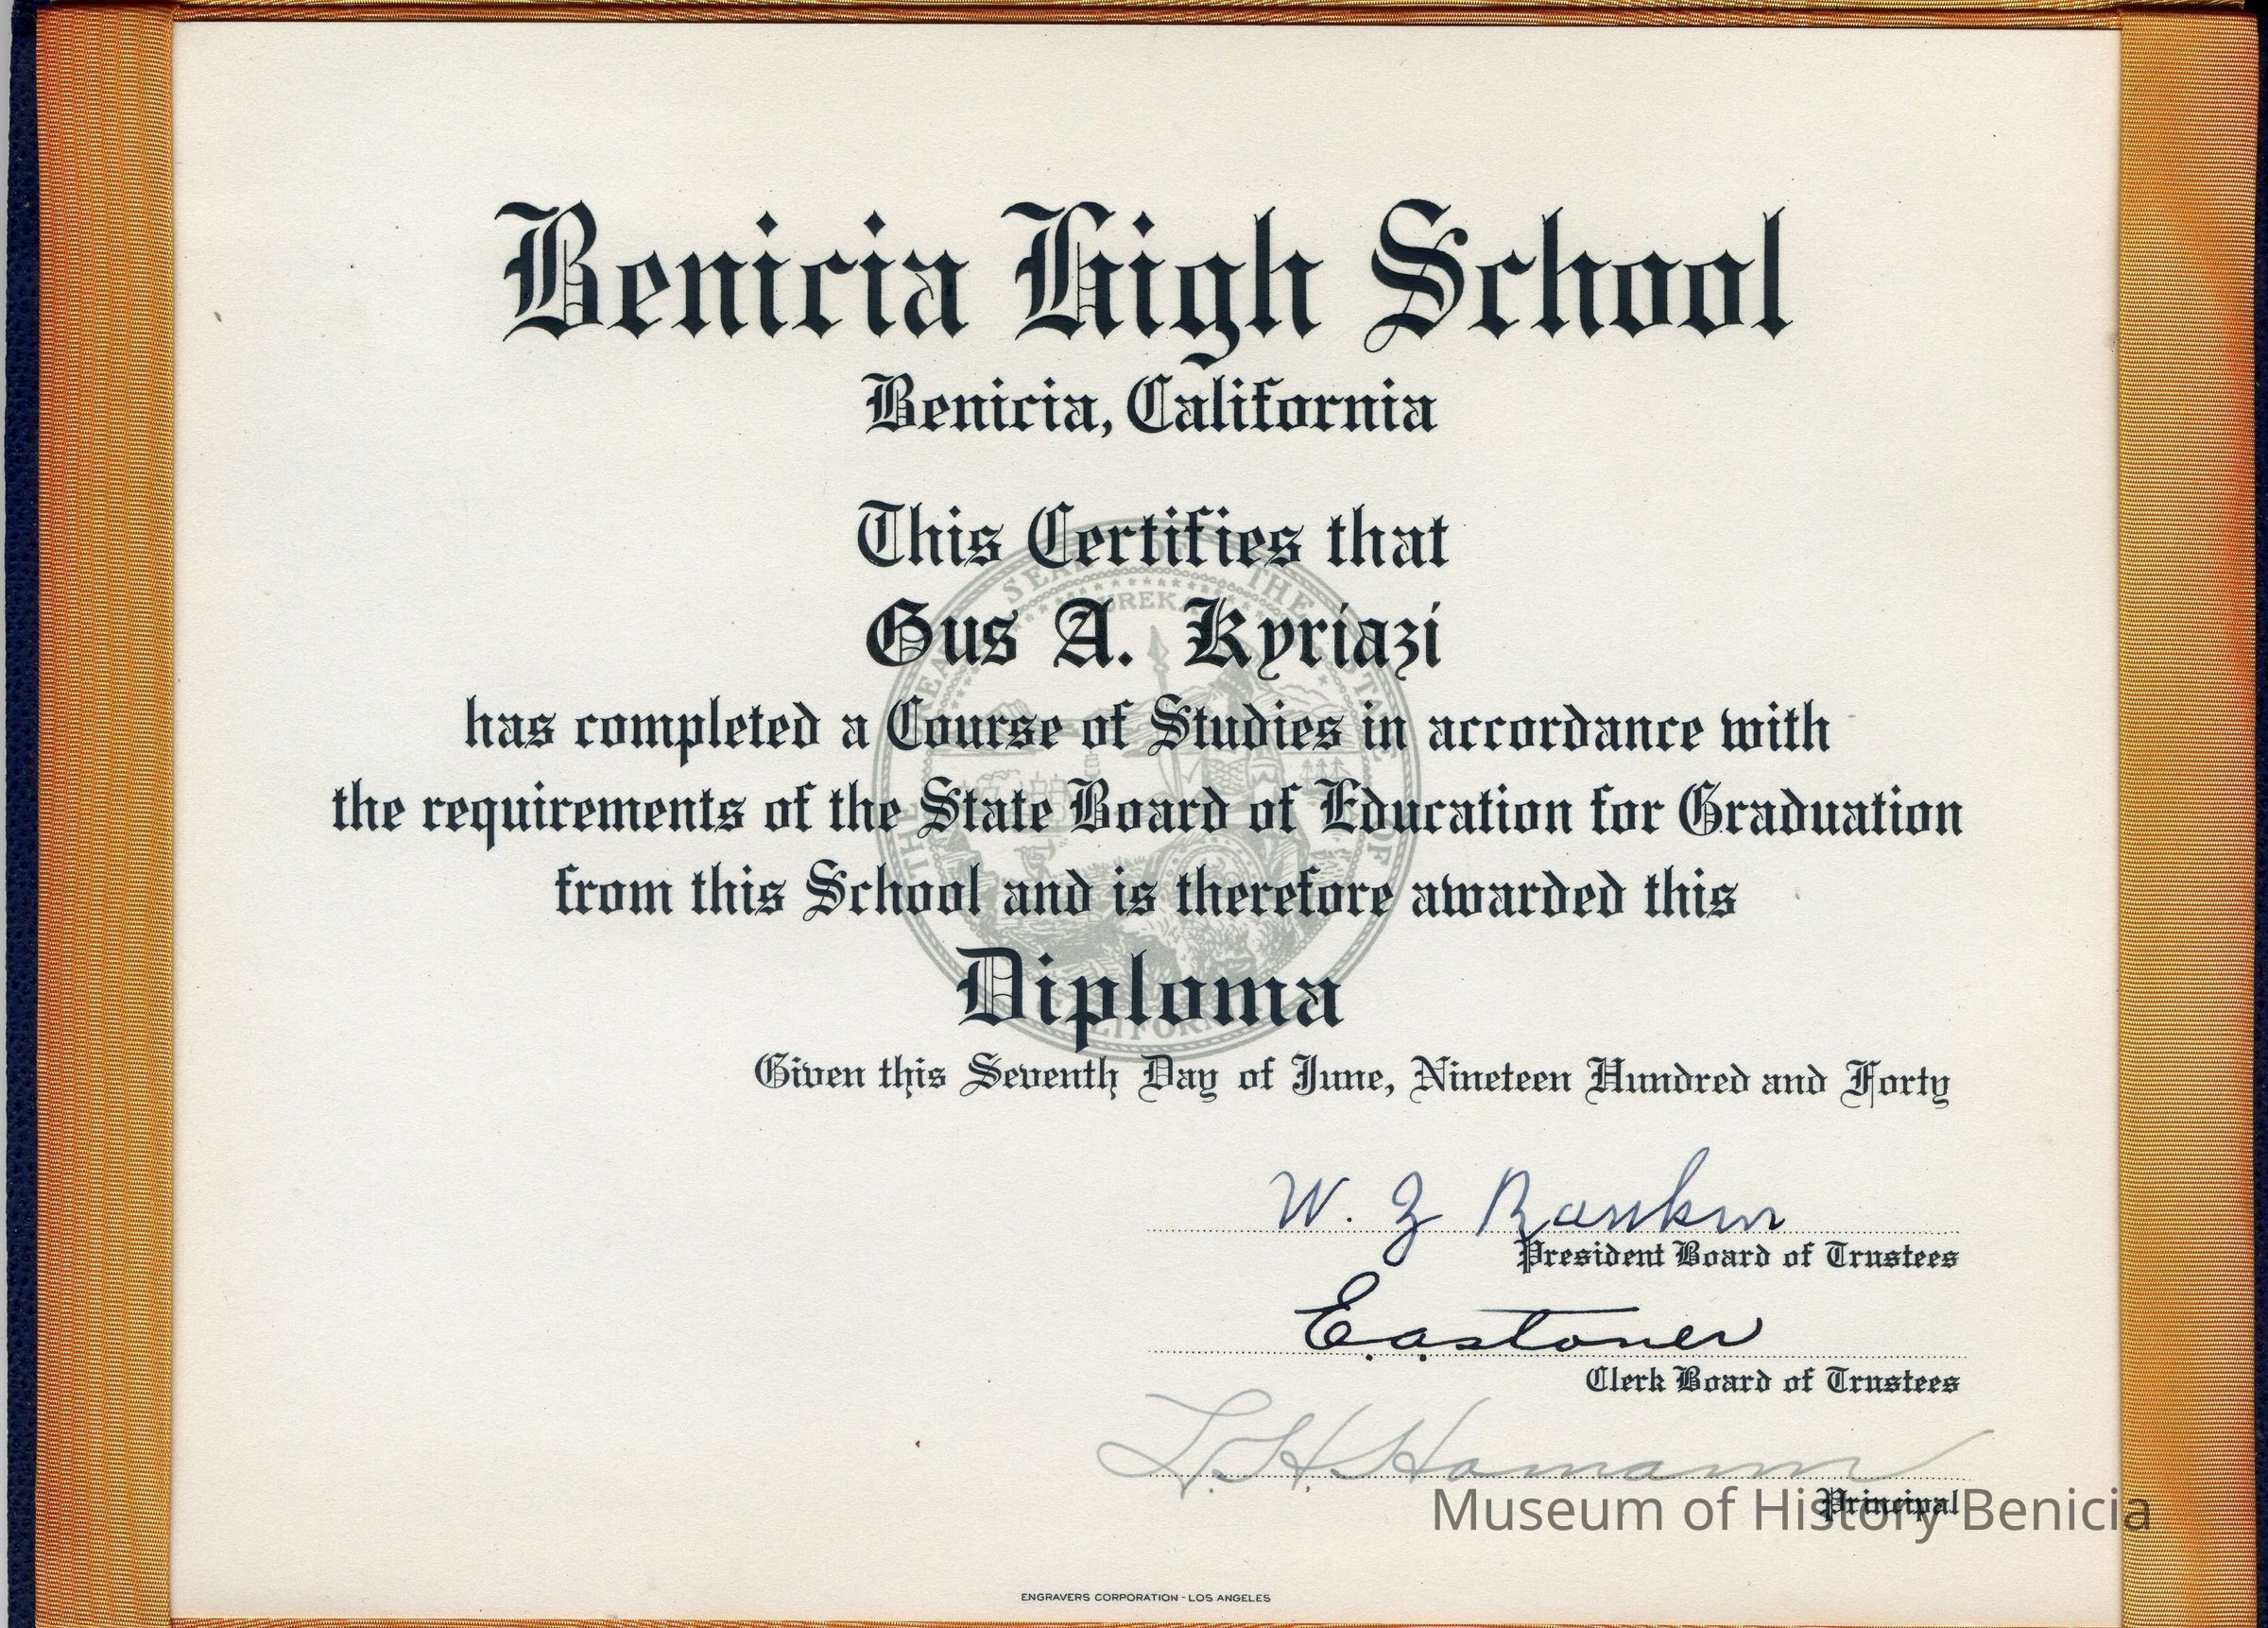 Benicia High School
Benicia, California
This Certifies that
Gus A. Kyriazi
has completed a Course of Studies in accordance with
the requirements of the State Board of Education for Graduation
from this School and is therefore awarded this
Diploma
Given this Seventh Day of June, Nineteen Hundred and Forty
W. Z Rankin
President Board of Trustees
E.A. Stoner
Clerk Board of Trustees
L.H. Homann
Principal
Museum of History Benicia
ENGRAVERS CORPORATION - LOS ANGELES